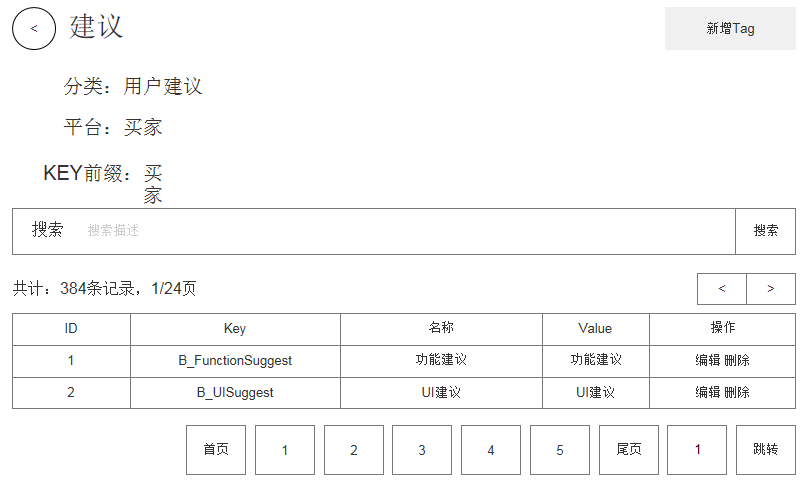 < 建议 新增Tag
分类：用户建议
平台：买家
KEY前缀：买
家
搜索 搜索描述 搜索
共计：384条记录，1/24页 < >
ID Key 名称 Value 操作
1 B_FunctionSuggest 功能建议 功能建议 编辑 删除
2 B_UISuggest UI建议 UI建议 编辑 删除
首页 1 2 3 4 5 尾页 1 跳转